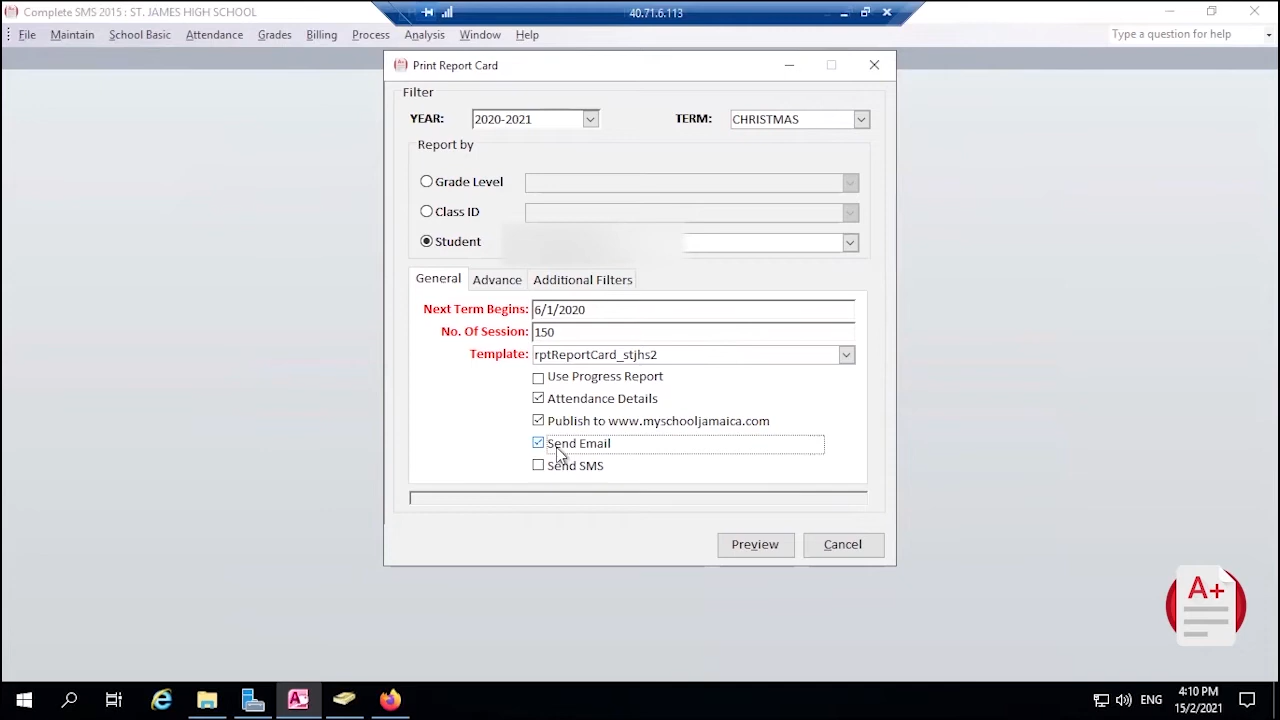 Complete SMS 2015 : ST. JAMES HIGH SCHOOL
40.71.6.113
File Maintain School Basic Attendance Grades Billing Process Analysis Window Help
Type a question for help
Print Report Card
Filter
YEAR: 2020-2021 TERM: CHRISTMAS
Report by
Grade Level
Class ID
Student
General Advance Additional Filters
Next Term Begins: 6/1/2020
No. Of Session: 150
Template: rptReportCard_stjhs2
Use Progress Report
Attendance Details
Publish to www.myschooljamaica.com
Send Email
Send SMS
Preview Cancel
A+
ENG
4:10 PM
15/2/2021